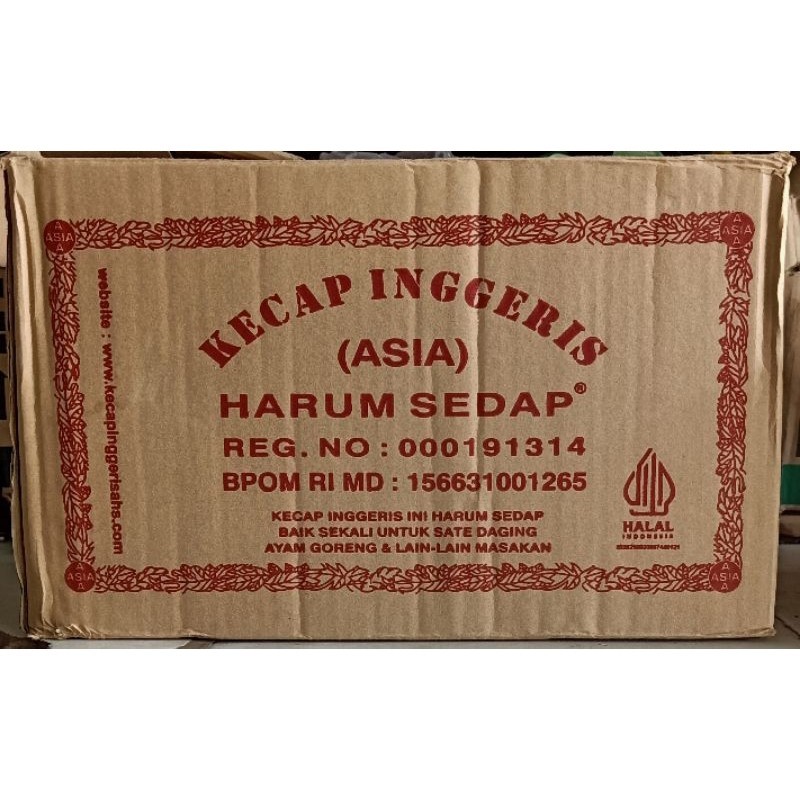 KECAP INGGERIS
(ASIA)
HARUM SEDAP®
REG. NO : 000191314
BPOM RI MD : 156631001265
KECAP INGGERIS INI HARUM SEDAP
BAIK SEKALI UNTUK SATE DAGING
AYAM GORENG & LAIN-LAIN MASAKAN
website : www.kecapinggerisahs.com
HALAL
INDONESIA
ASIA
ASIA
ASIA
ASIA